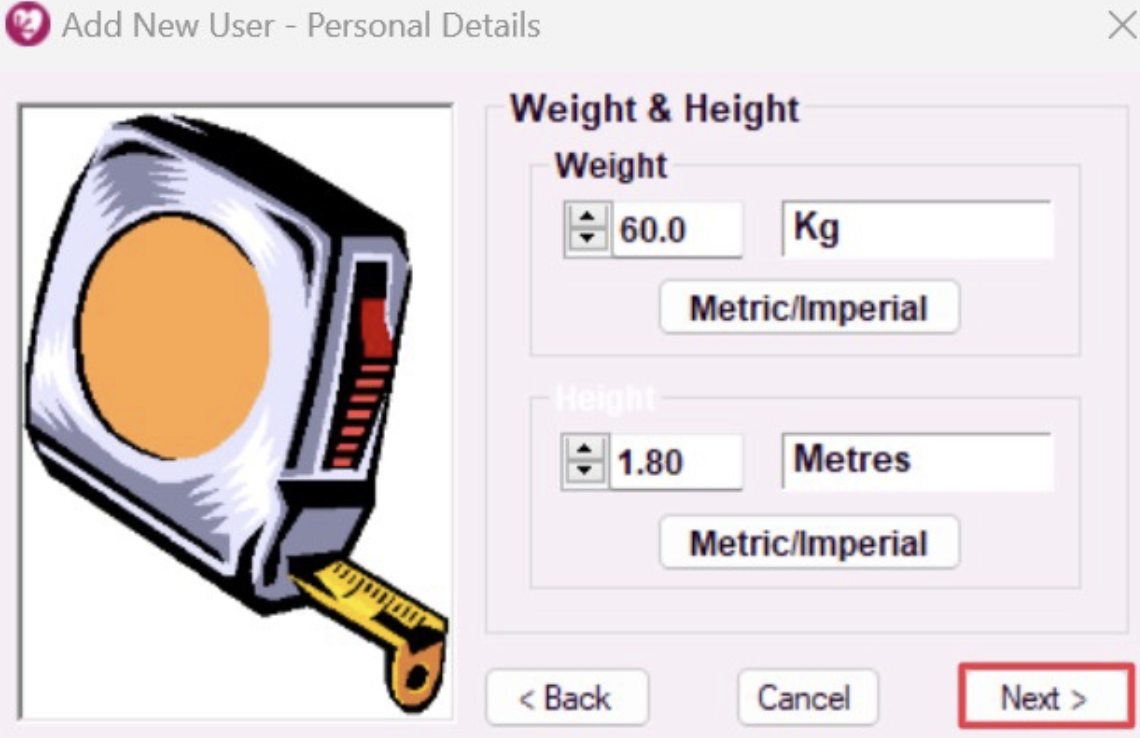 Add New User - Personal Details
Weight & Height
Weight
60.0 Kg
Metric/Imperial
Height
1.80 Metres
Metric/Imperial
< Back Cancel Next >